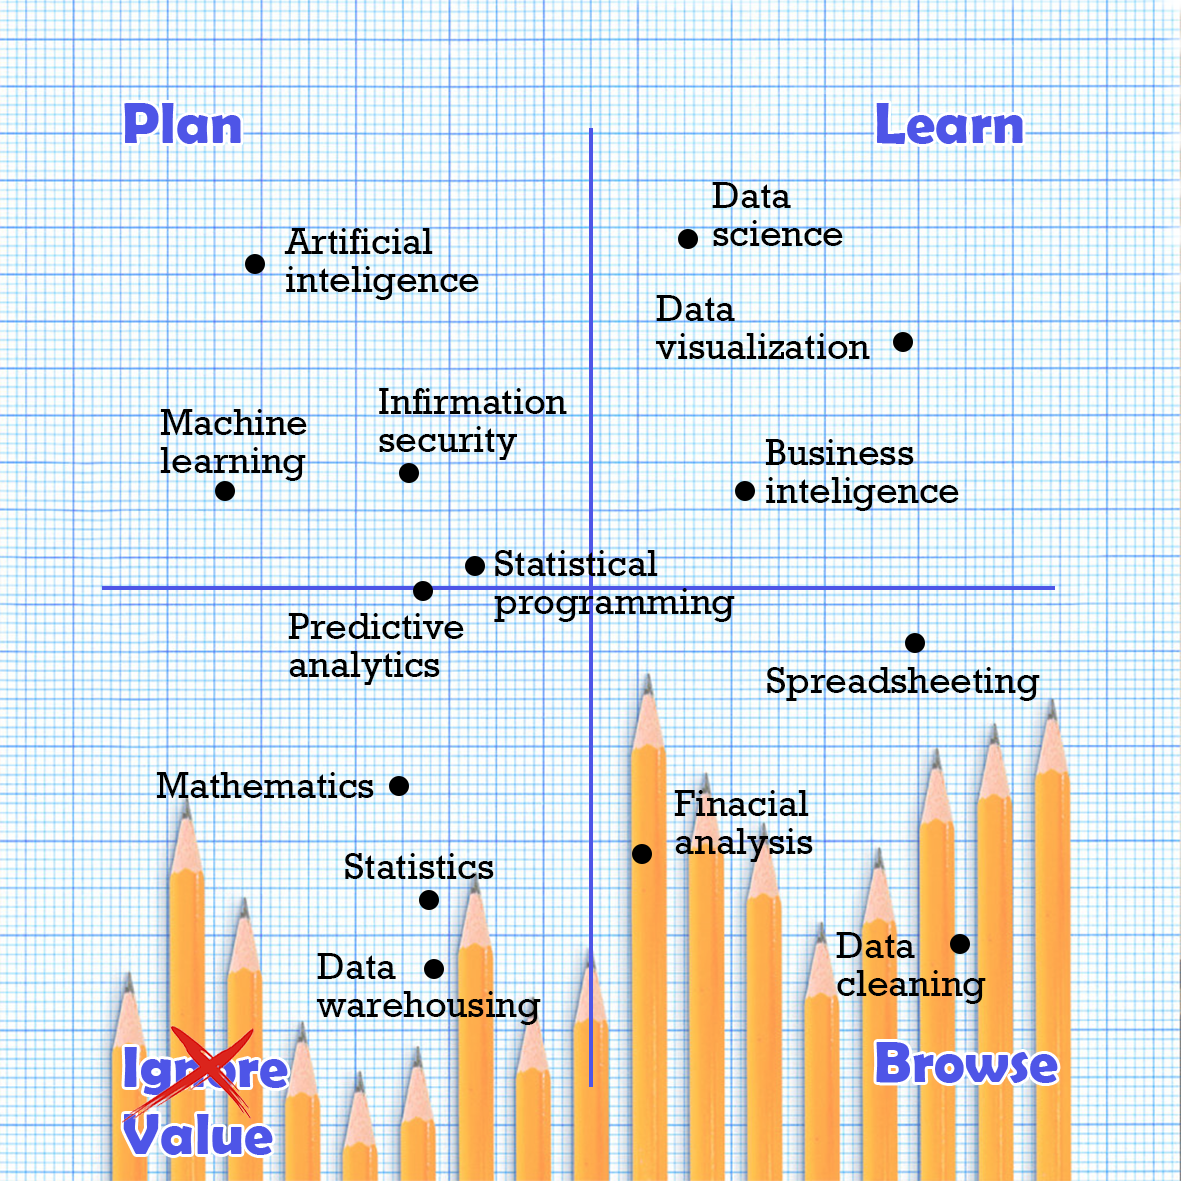 Plan
Learn
Data
science
Artificial
inteligence
Data
visualization
Infirmation
security
Machine
learning
Business
inteligence
Statistical
programming
Predictive
analytics
Spreadsheeting
Mathematics
Finacial
analysis
Statistics
Data
cleaning
Data
warehousing
Ignore
Value
Browse